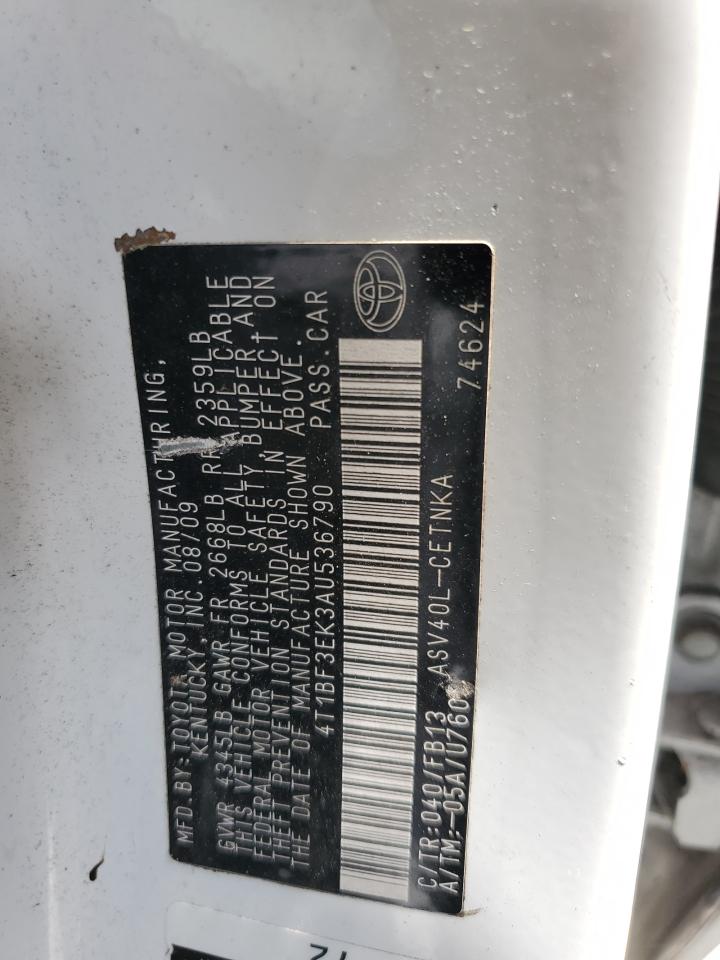 MFD.BY:TOYOTA MOTOR MANUFACTURING,
KENTUCKY, INC. 08/09
GVWR 4345LB GAWR FR 2668LB RR 2359LB
THIS VEHICLE CONFORMS TO ALL APPLICABLE
FEDERAL MOTOR VEHICLE SAFETY, BUMPER AND
THEFT PREVENTION STANDARDS IN EFFECT ON
THE DATE OF MANUFACTURE SHOWN ABOVE.
4T1BF3EK3AU536790 PASS.CAR
C/TR:040/FB13 ASV40L-CETNKA
A/TM:-05A/U760 74624